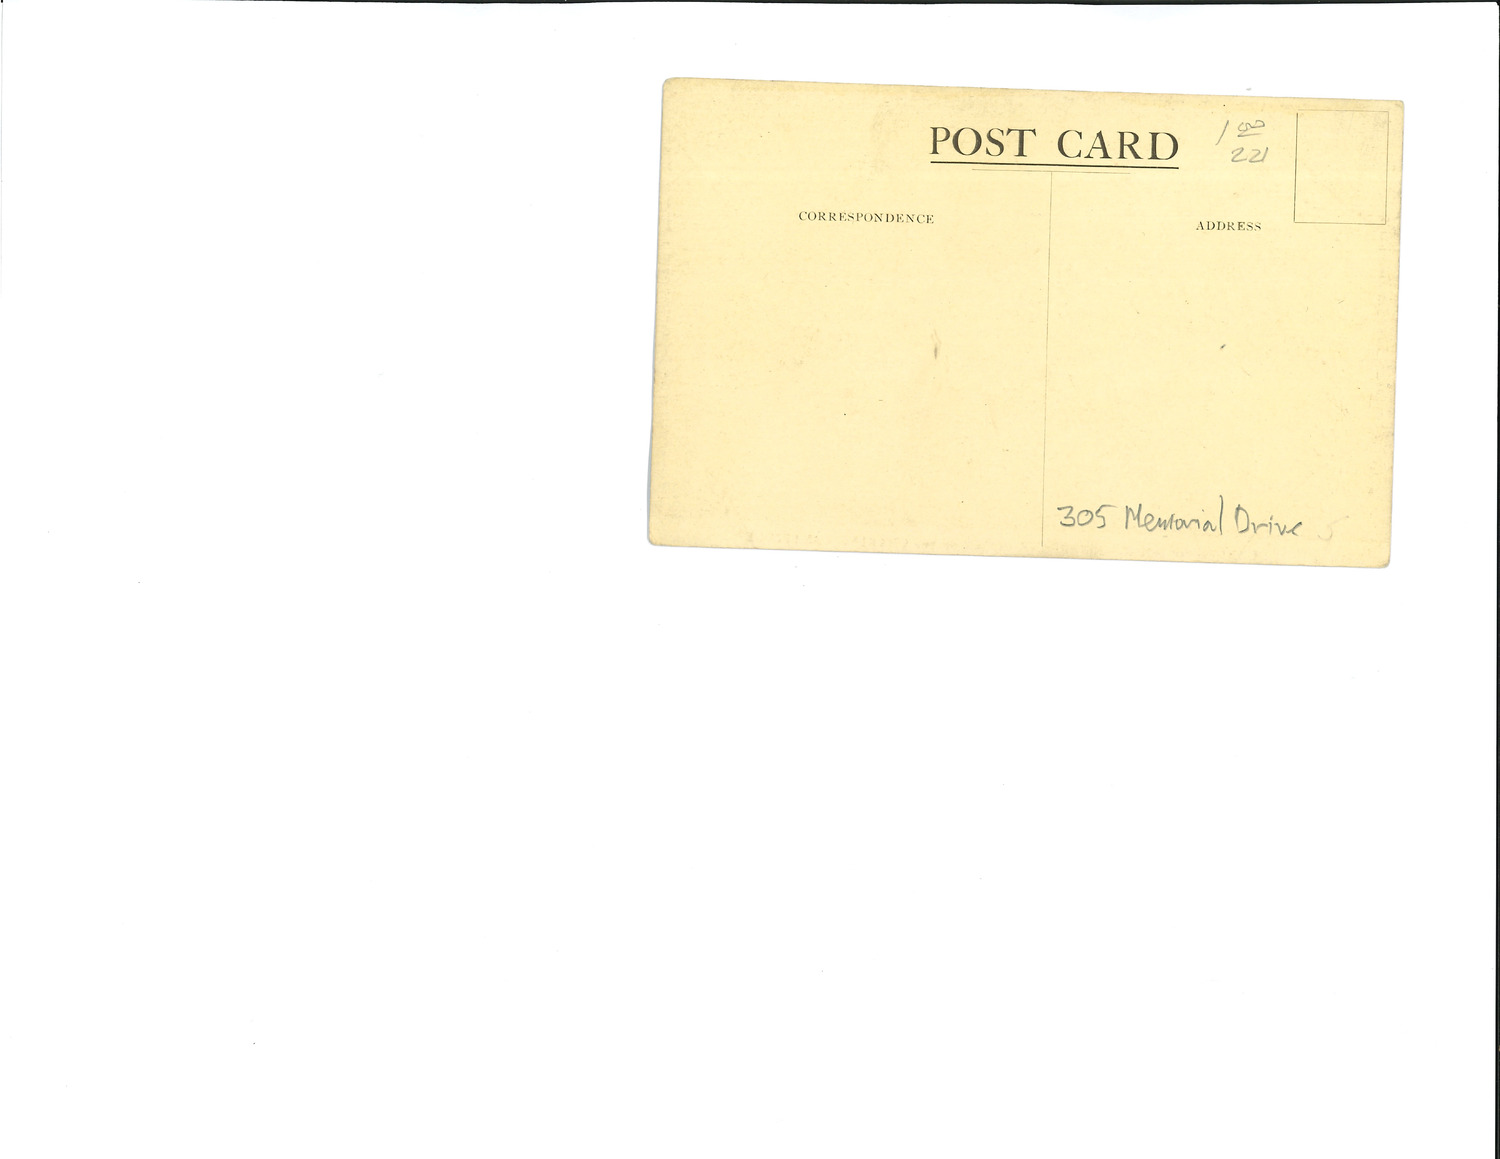 POST CARD
1 00
221
CORRESPONDENCE
ADDRESS
305 Memorial Drive